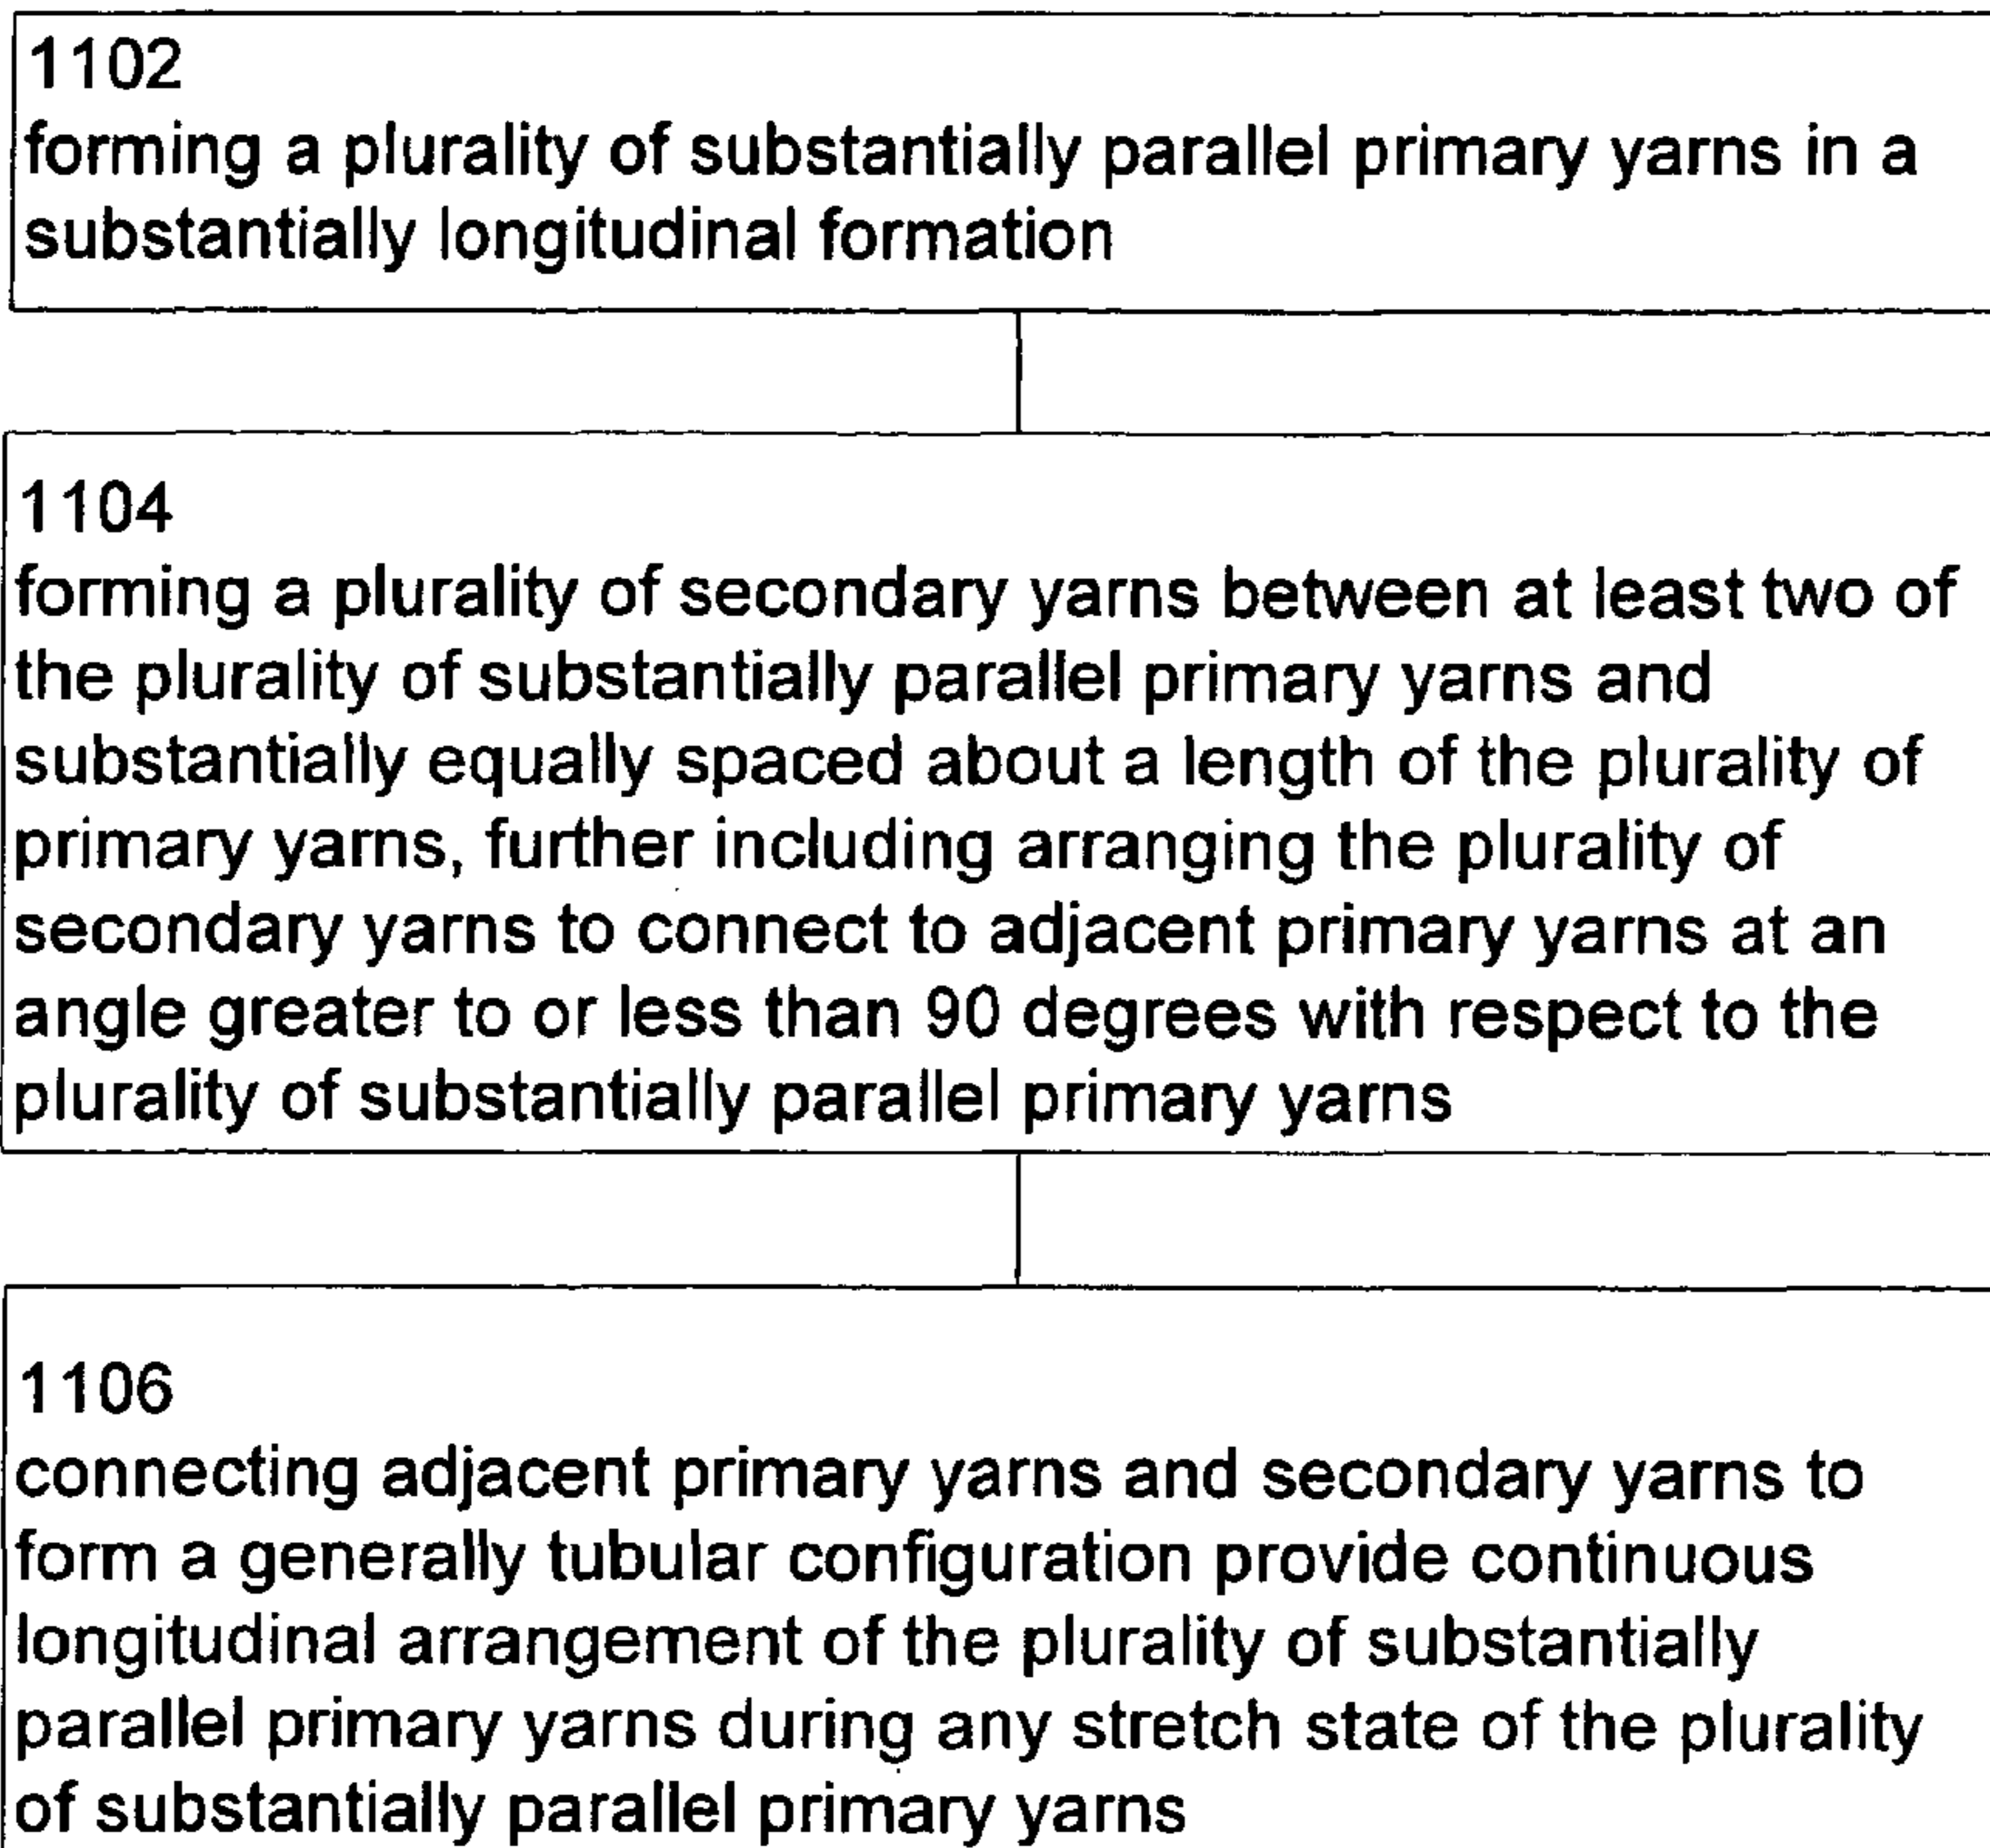 1102
forming a plurality of substantially parallel primary yarns in a
substantially longitudinal formation
1104
forming a plurality of secondary yarns between at least two of
the plurality of substantially parallel primary yarns and
substantially equally spaced about a length of the plurality of
primary yarns, further including arranging the plurality of
secondary yarns to connect to adjacent primary yarns at an
angle greater to or less than 90 degrees with respect to the
plurality of substantially parallel primary yarns
1106
connecting adjacent primary yarns and secondary yarns to
form a generally tubular configuration provide continuous
longitudinal arrangement of the plurality of substantially
parallel primary yarns during any stretch state of the plurality
of substantially parallel primary yarns